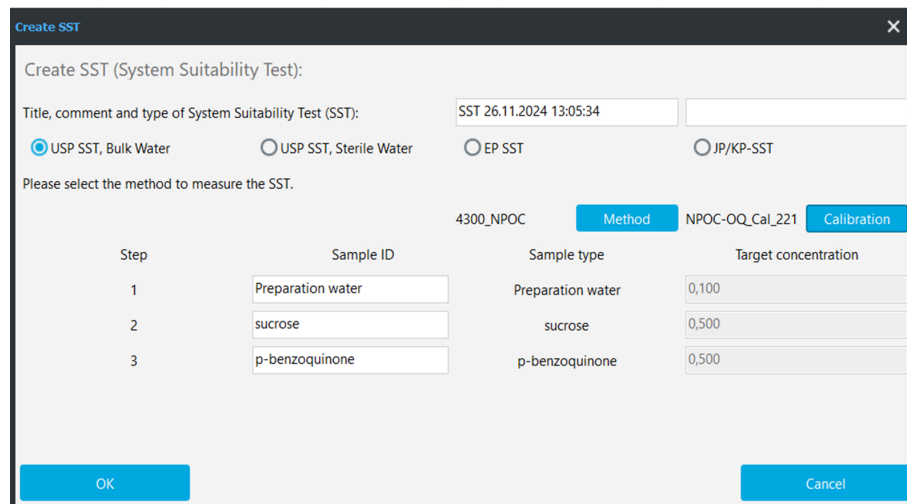 Create SST
Create SST (System Suitability Test):
Title, comment and type of System Suitability Test (SST): SST 26.11.2024 13:05:34
USP SST, Bulk Water USP SST, Sterile Water EP SST JP/KP-SST
Please select the method to measure the SST.
4300_NPOC Method NPOC-OQ_Cal_221 Calibration
Step Sample ID Sample type Target concentration
1 Preparation water Preparation water 0,100
2 sucrose sucrose 0,500
3 p-benzoquinone p-benzoquinone 0,500
OK Cancel